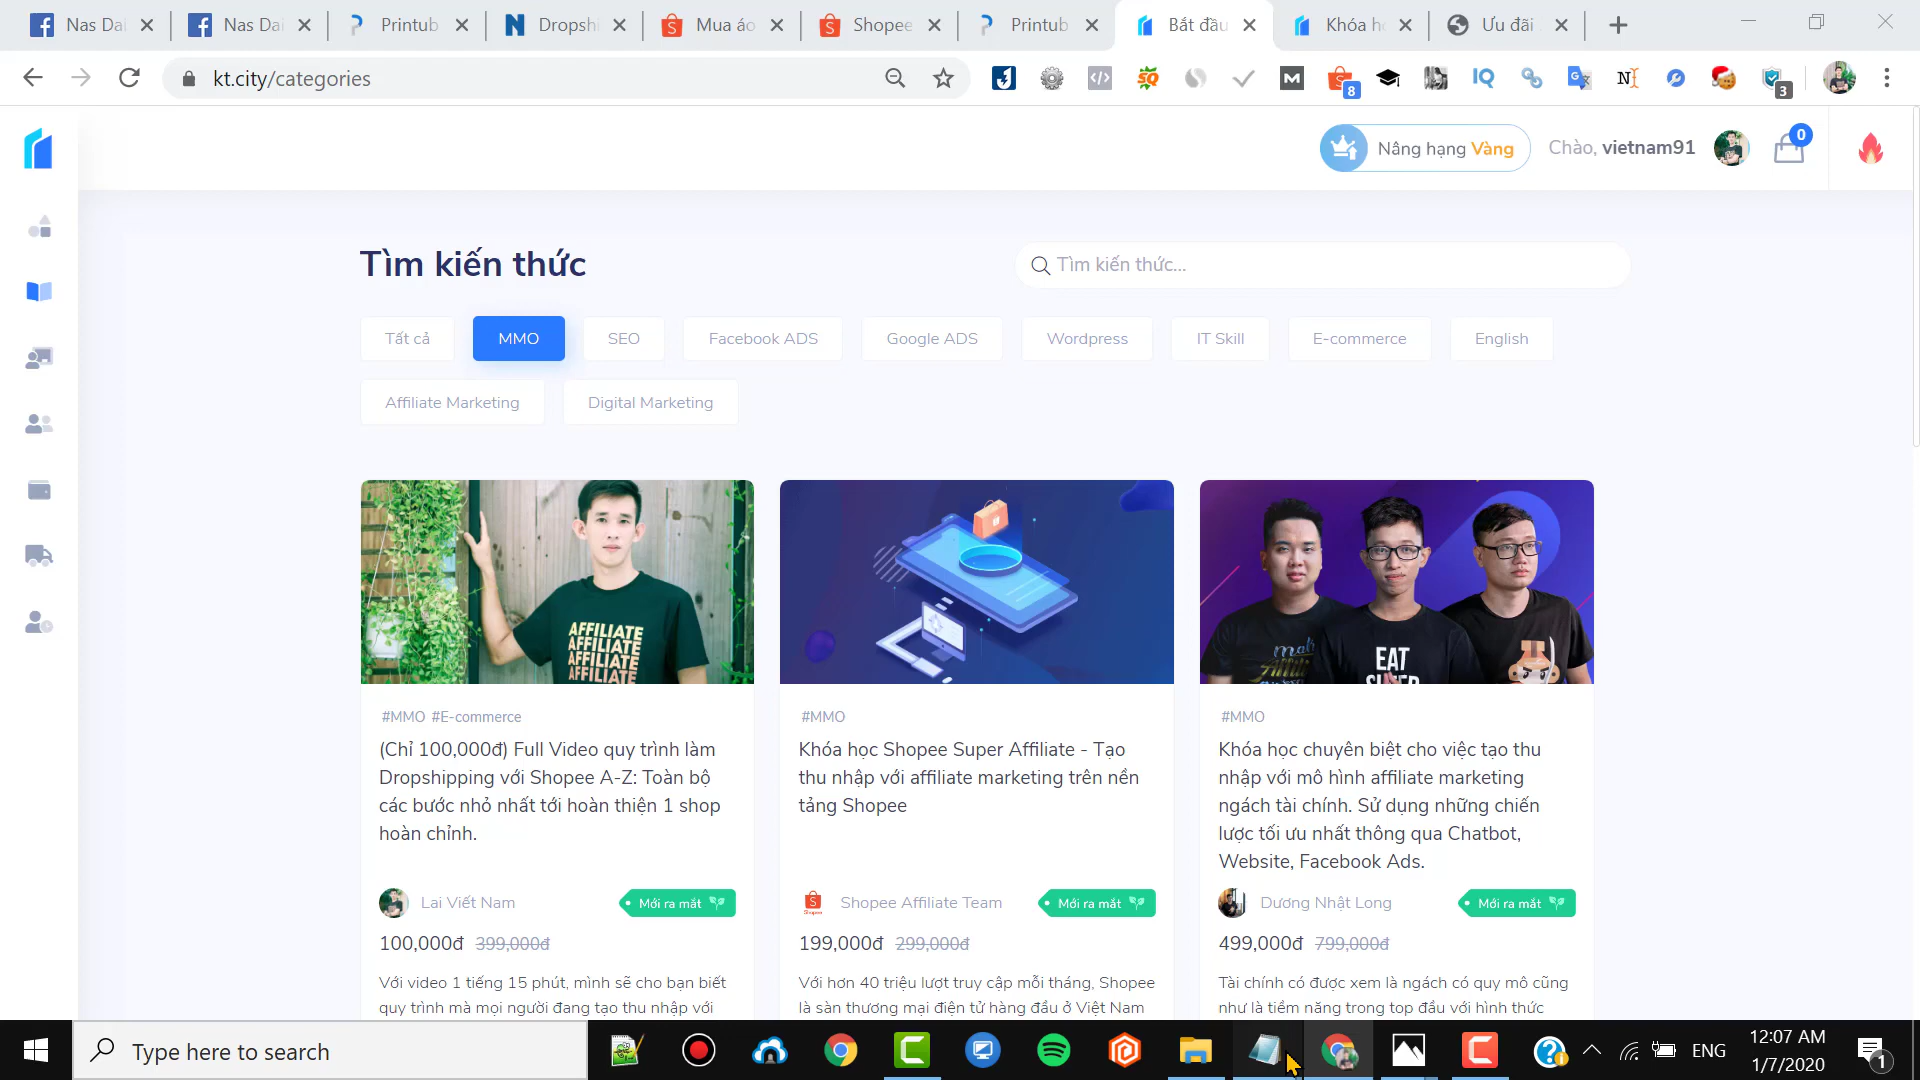 Nas Dai
Nas Dai
Printub
Dropshi
Mua áo
Shopee
Printub
Bắt đầu
Khóa họ
Ưu đãi
kt.city/categories
8
3
Nâng hạng Vàng
Chào, vietnam91
0
Tìm kiến thức
Tìm kiến thức...
Tất cả
MMO
SEO
Facebook ADS
Google ADS
Wordpress
IT Skill
E-commerce
English
Affiliate Marketing
Digital Marketing
AFFILIATE
AFFILIATE
AFFILIATE
AFFILIATE
EAT
#MMO #E-commerce
(Chỉ 100,000đ) Full Video quy trình làm
Dropshipping với Shopee A-Z: Toàn bộ
các bước nhỏ nhất tới hoàn thiện 1 shop
hoàn chỉnh.
Lai Viết Nam
Mới ra mắt
100,000đ 399,000đ
Với video 1 tiếng 15 phút, mình sẽ cho bạn biết
quy trình mà mọi người đang tạo thu nhập với
#MMO
Khóa học Shopee Super Affiliate - Tạo
thu nhập với affiliate marketing trên nền
tảng Shopee
Shopee Affiliate Team
Mới ra mắt
199,000đ 299,000đ
Với hơn 40 triệu lượt truy cập mỗi tháng, Shopee
là sàn thương mại điện tử hàng đầu ở Việt Nam
#MMO
Khóa học chuyên biệt cho việc tạo thu
nhập với mô hình affiliate marketing
ngách tài chính. Sử dụng những chiến
lược tối ưu nhất thông qua Chatbot,
Website, Facebook Ads.
Dương Nhật Long
Mới ra mắt
499,000đ 799,000đ
Tài chính có được xem là ngách có quy mô cũng
như là tiềm năng trong top đầu với hình thức
Type here to search
ENG
12:07 AM
1/7/2020
1